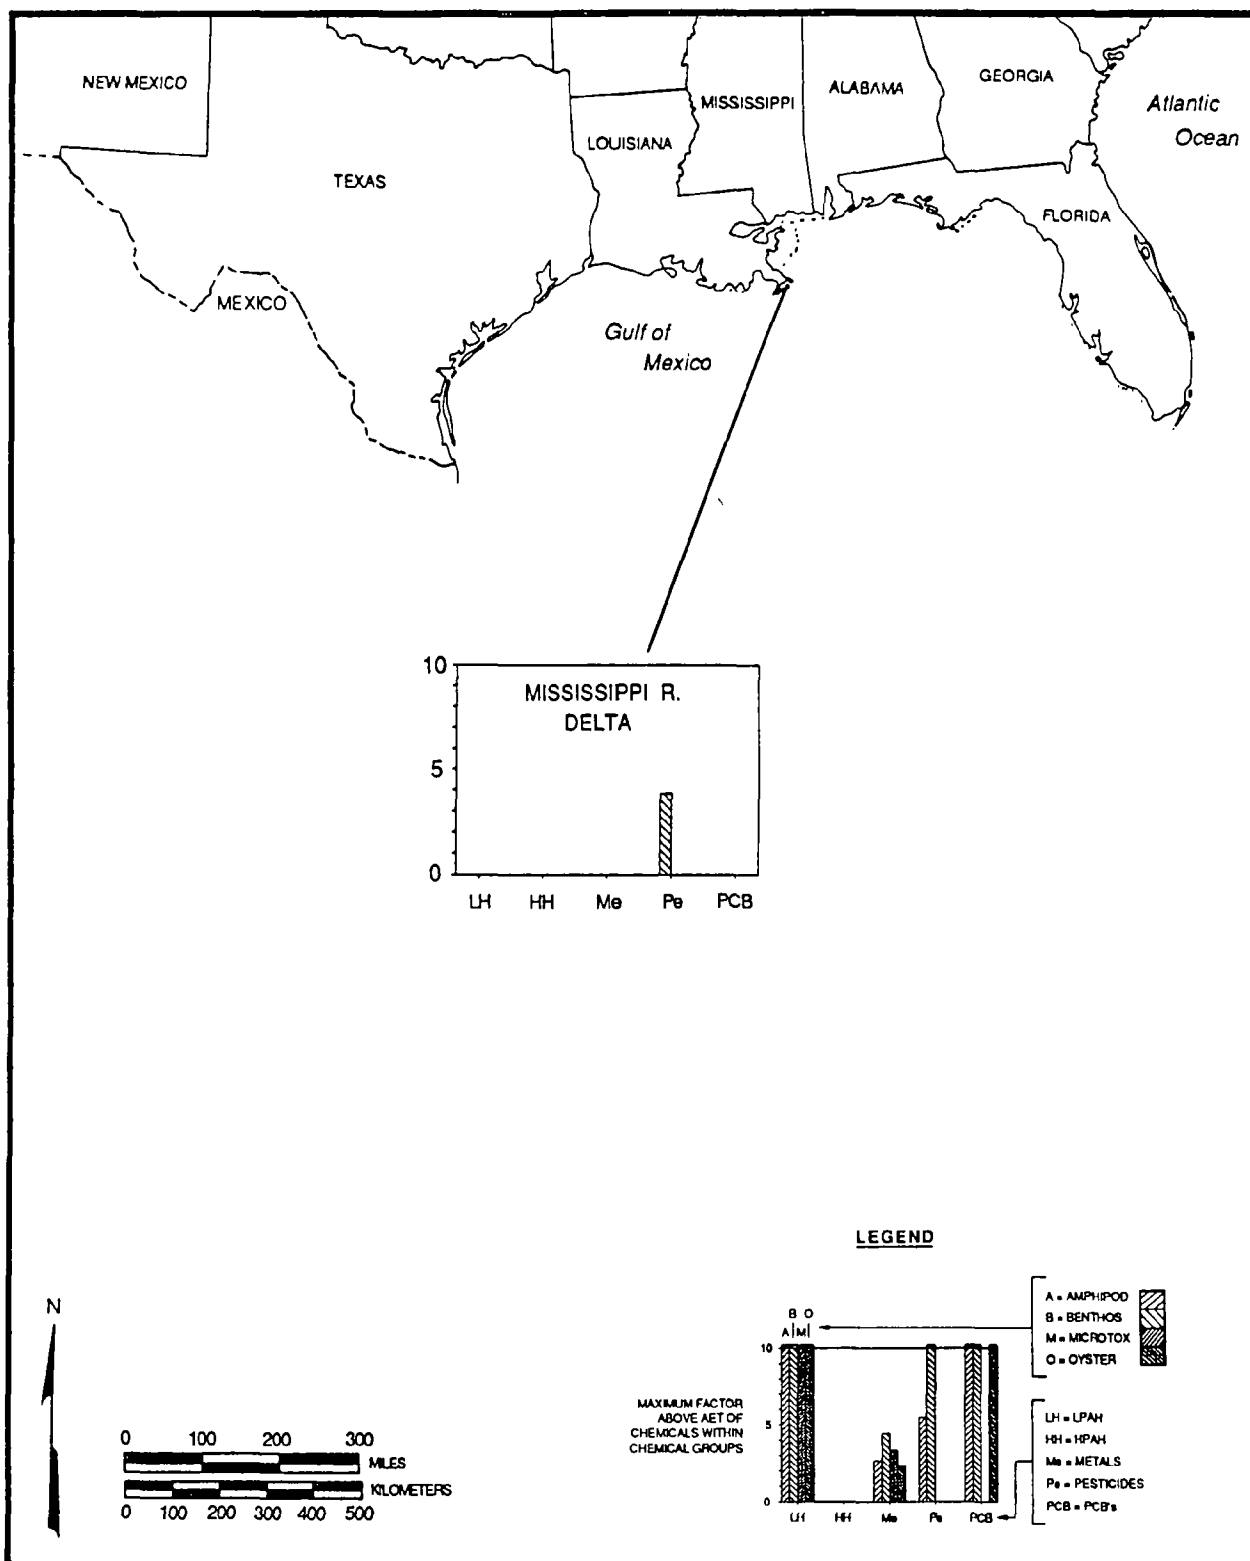 NEW MEXICO
TEXAS
MEXICO
LOUISIANA
MISSISSIPPI
ALABAMA
GEORGIA
FLORIDA
Atlantic
Ocean
Gulf of
Mexico
MISSISSIPPI R.
DELTA
10
5
0
LH HH Me Pe PCB
N
0 100 200 300
MILES
KILOMETERS
0 100 200 300 400 500
LEGEND
B O
A M
10
5
0
MAXIMUM FACTOR
ABOVE AET OF
CHEMICALS WITHIN
CHEMICAL GROUPS
LH HH Me Pe PCB
A = AMPHIPOD
B = BENTHOS
M = MICROTOX
O = OYSTER
LH = LPAH
HH = HPAH
Me = METALS
Pe = PESTICIDES
PCB = PCB's